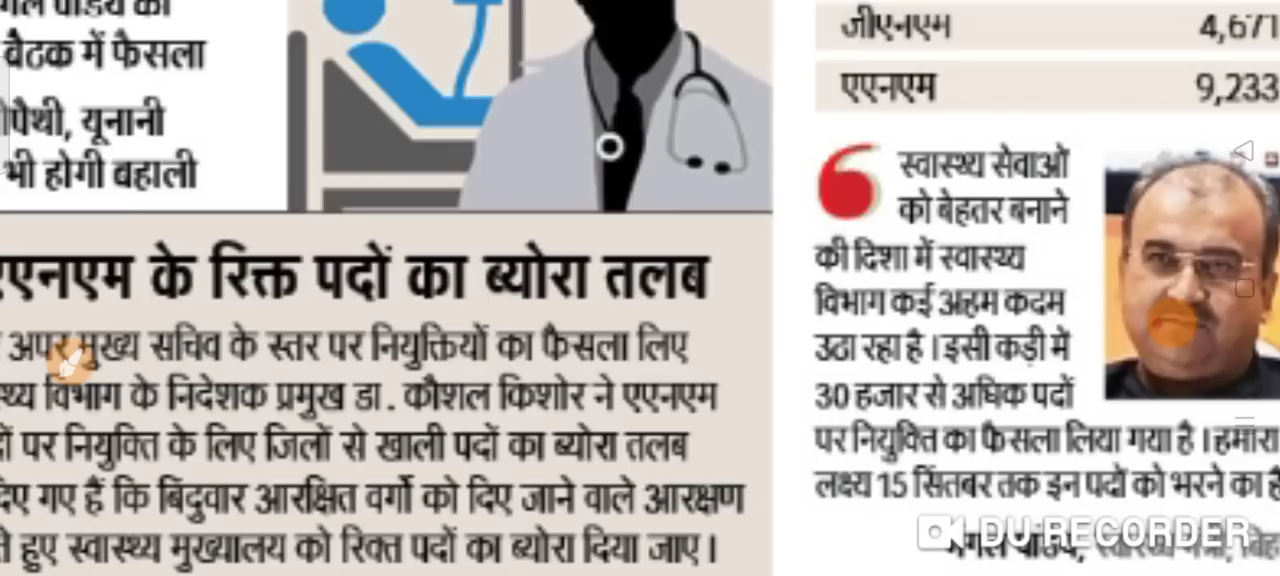 वैठक में फैसला
यूनानी
भी होगी बहाली
के रिक्त पदों का ब्योरा तलब
अपर मुख्य सचिव के स्तर पर नियुक्तियों का फैसला लिए
विभाग के निदेशक प्रमुख डा. कौशल किशोर ने एएनएम
पर नियुक्ति के लिए जिलों से खाली पदों का ब्योरा तलब
गए हैं कि बिंदुवार आरक्षित वर्गो को दिए जाने वाले आरक्षण
हुए स्वास्थ्य मुख्यालय को रिक्त पदों का ब्योरा दिया जाए।
जीएनएम 4,671
एएनएम 9,233
स्वास्थ्य सेवाओं
को बेहतर बनाने
की दिशा में स्वास्थ्य
विभाग कई अहम कदम
उठा रहा है। इसी कड़ी में
30 हजार से अधिक पदों
पर नियुक्ति का फैसला लिया गया है। हमारा
लक्ष्य 15 सिंतबर तक इन पदों को भरने का
DU RECORDER